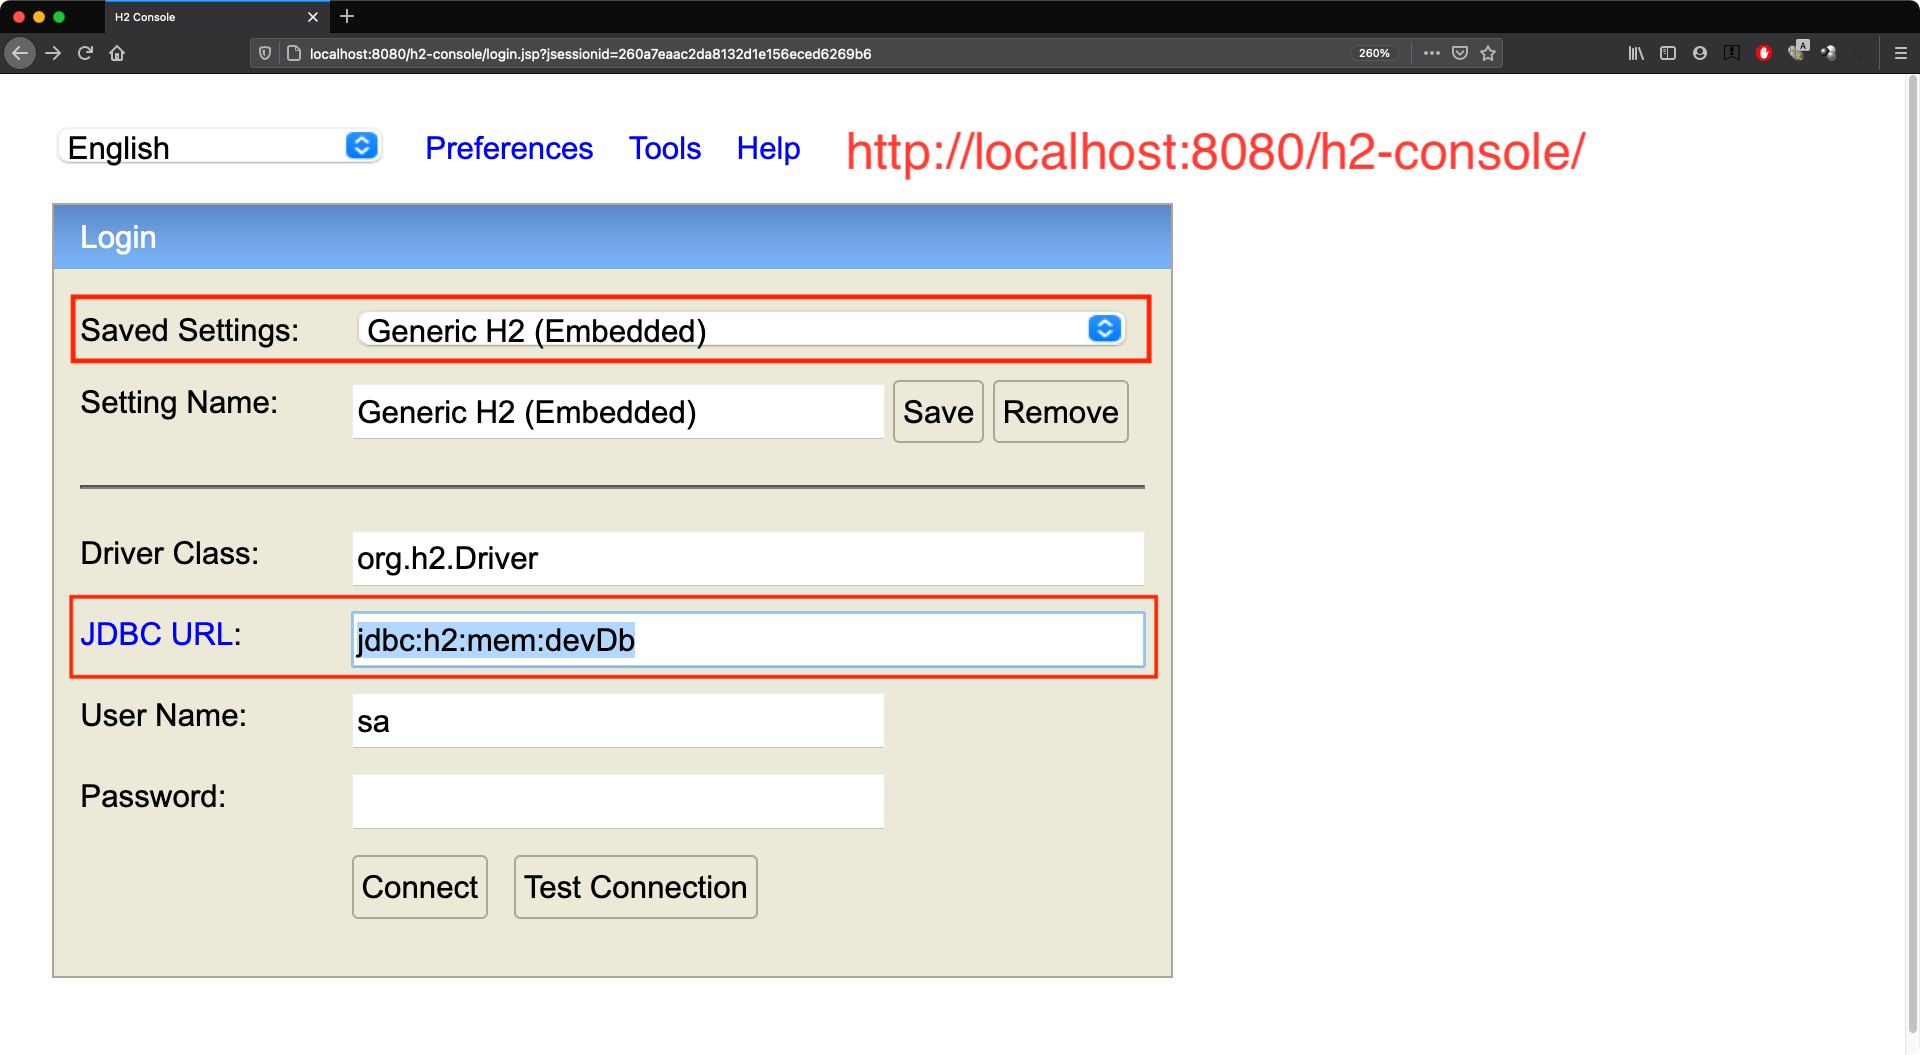 H2 Console
localhost:8080/h2-console/login.jsp?jsessionid=260a7eaac2da8132d1e156eced6269b6
260%
A
English
Preferences
Tools
Help
http://localhost:8080/h2-console/
Login
Saved Settings:
Generic H2 (Embedded)
Setting Name:
Generic H2 (Embedded)
Save
Remove
Driver Class:
org.h2.Driver
JDBC URL:
jdbc:h2:mem:devDb
User Name:
sa
Password:
Connect
Test Connection